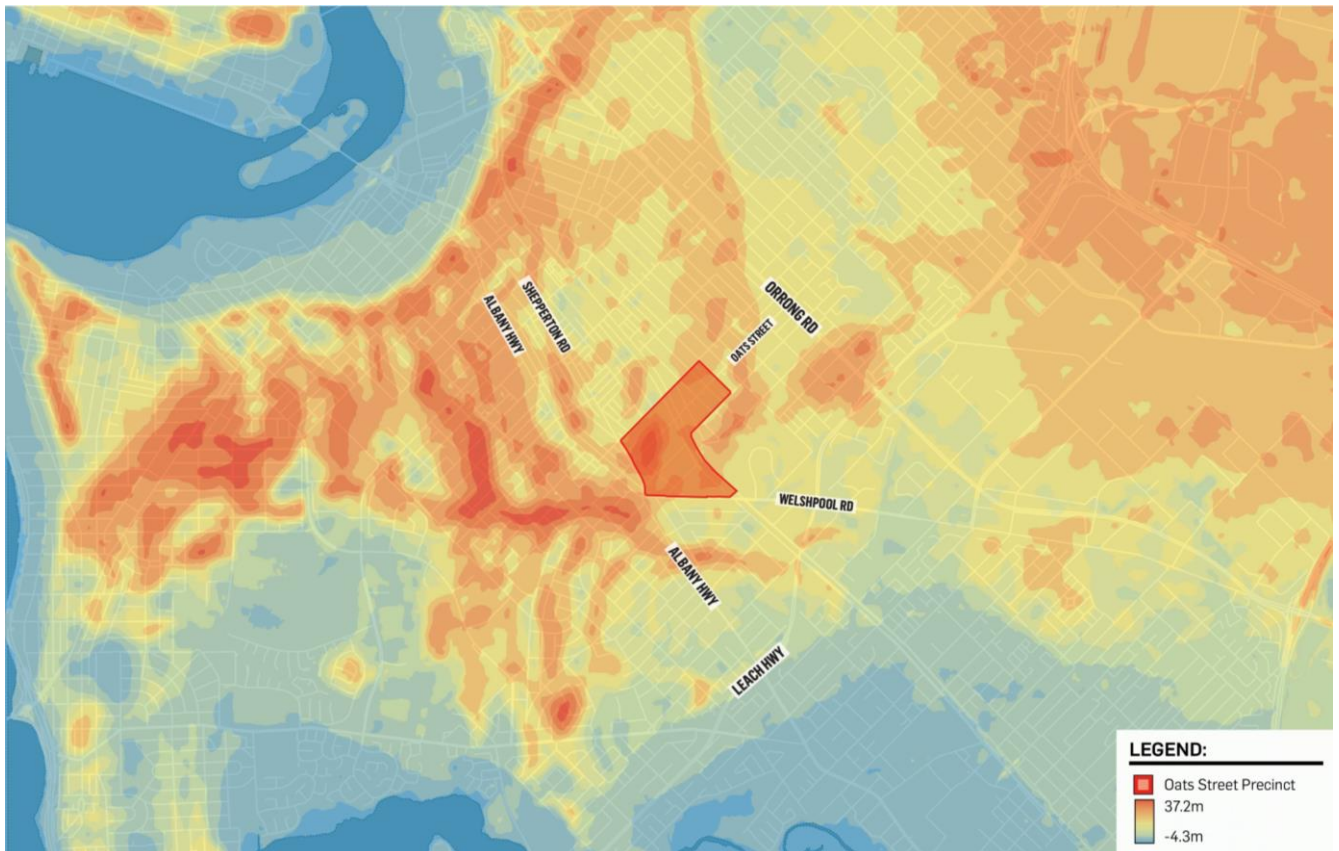 SHEPPERTON RD
ALBANY HWY
ORRONG RD
OATS STREET
WELSHPOOL RD
ALBANY HWY
LEACH HWY
LEGEND:
Oats Street Precinct
37.2m
-4.3m